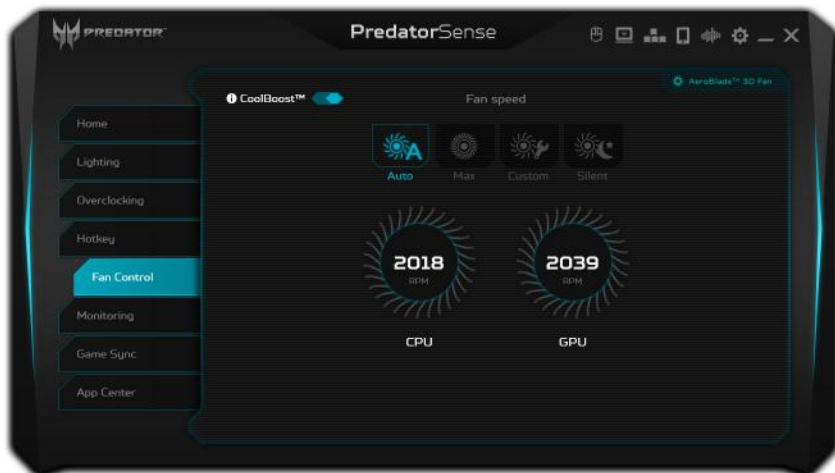 PREDATOR
PredatorSense
AeroBlade™ 3D Fan
CoolBoost™
Fan speed
Home
Lighting
Overclocking
Hotkey
Fan Control
Monitoring
Game Sync
App Center
Auto
Max
Custom
Silent
2018
RPM
CPU
2039
RPM
GPU